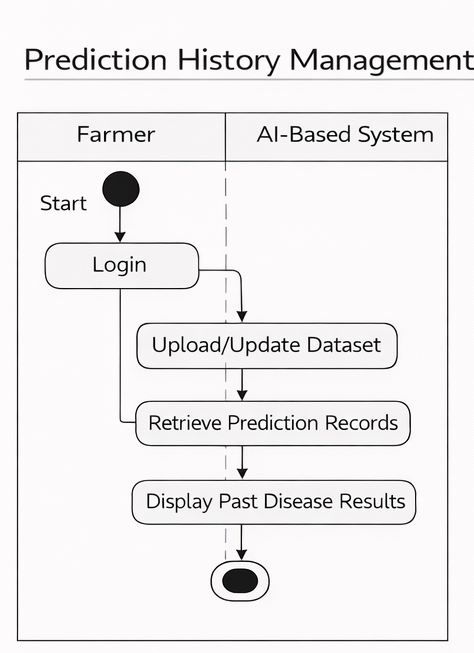 Prediction History Management
Farmer
AI-Based System
Start
Login
Upload/Update Dataset
Retrieve Prediction Records
Display Past Disease Results